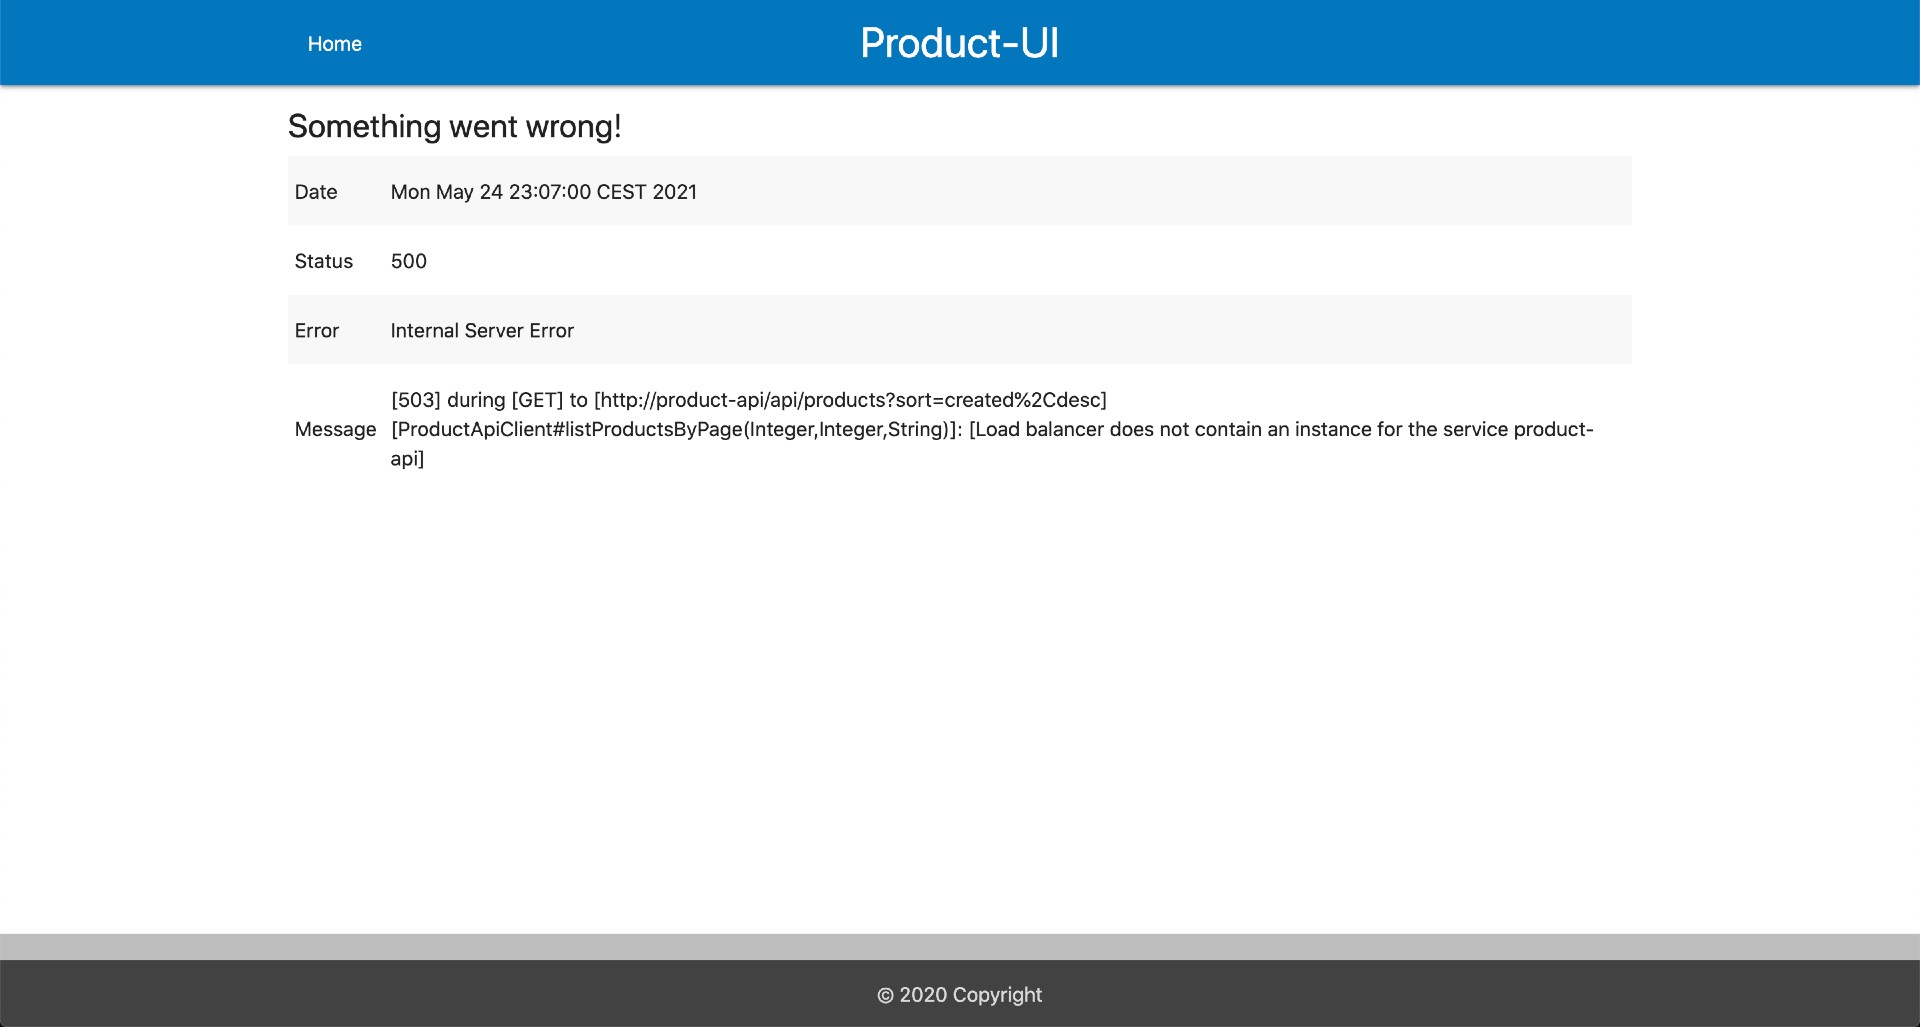 Home
Product-UI
Something went wrong!
Date Mon May 24 23:07:00 CEST 2021
Status 500
Error Internal Server Error
Message [503] during [GET] to [http://product-api/api/products?sort=created%2Cdesc]
[ProductApiClient#listProductsByPage(Integer,Integer,String)]: [Load balancer does not contain an instance for the service product-
api]
© 2020 Copyright